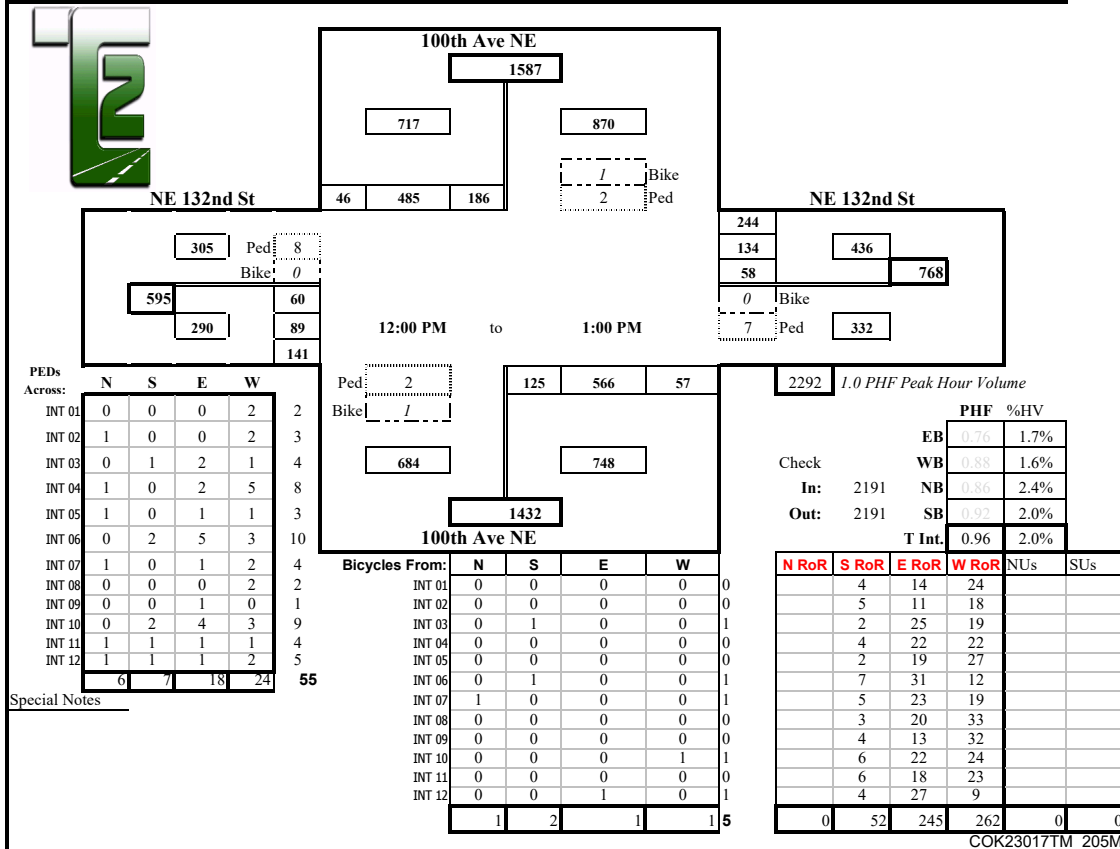 T2
100th Ave NE
1587
717 870
1 Bike
2 Ped
NE 132nd St
46 485 186
NE 132nd St
244
305 Ped 8
134 436
Bike 0
58 768
595 60
0 Bike
290 89
12:00 PM to 1:00 PM
7 Ped 332
141
PEDs
Across: N S E W
INT 01 0 0 0 2 2
INT 02 1 0 0 2 3
INT 03 0 1 2 1 4
INT 04 1 0 2 5 8
INT 05 1 0 1 1 3
INT 06 0 2 5 3 10
INT 07 1 0 1 2 4
INT 08 0 0 0 2 2
INT 09 0 0 1 0 1
INT 10 0 2 4 3 9
INT 11 1 1 1 1 4
INT 12 1 1 1 2 5
6 7 18 24 55
Special Notes
Ped 2
125 566 57
Bike 1
684 748
1432
100th Ave NE
2292 1.0 PHF Peak Hour Volume
PHF %HV
EB 0.76 1.7%
Check WB 0.88 1.6%
In: 2191 NB 0.86 2.4%
Out: 2191 SB 0.92 2.0%
T Int. 0.96 2.0%
Bicycles From: N S E W
INT 01 0 0 0 0 0
INT 02 0 0 0 0 0
INT 03 0 1 0 0 1
INT 04 0 0 0 0 0
INT 05 0 0 0 0 0
INT 06 0 1 0 0 1
INT 07 1 0 0 0 1
INT 08 0 0 0 0 0
INT 09 0 0 0 0 0
INT 10 0 0 0 1 1
INT 11 0 0 0 0 0
INT 12 0 0 1 0 1
1 2 1 1 5
N RoR S RoR E RoR W RoR NUs SUs
4 14 24
5 11 18
2 25 19
4 22 22
2 19 27
7 31 12
5 23 19
3 20 33
4 13 32
6 22 24
6 18 23
4 27 9
0 52 245 262 0 0
COK23017TM_205M